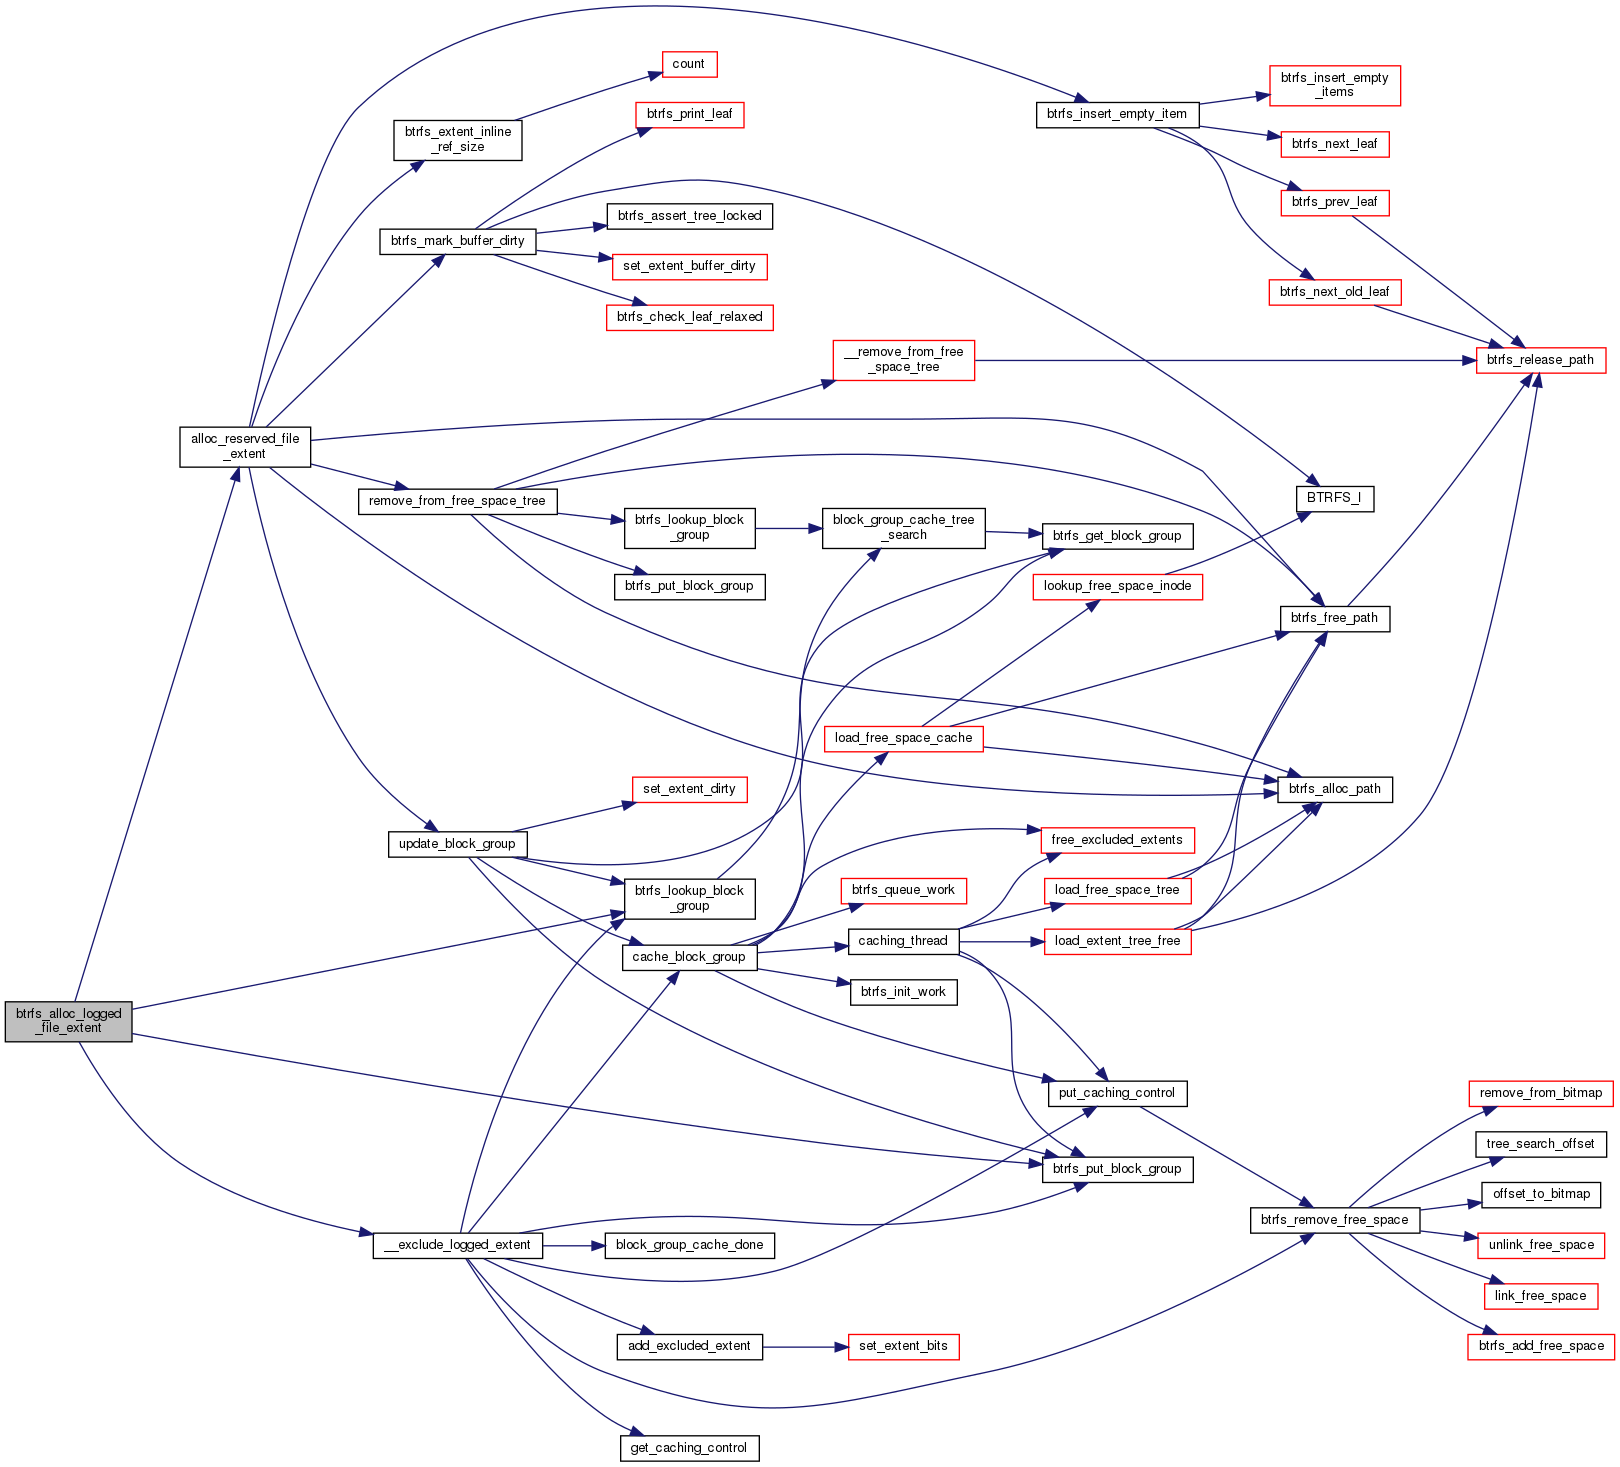 count
btrfs_insert_empty
_items
btrfs_print_leaf
btrfs_insert_empty_item
btrfs_extent_inline
_ref_size
btrfs_next_leaf
btrfs_prev_leaf
btrfs_assert_tree_locked
btrfs_mark_buffer_dirty
set_extent_buffer_dirty
btrfs_next_old_leaf
btrfs_check_leaf_relaxed
__remove_from_free
_space_tree
btrfs_release_path
alloc_reserved_file
_extent
remove_from_free_space_tree
BTRFS_I
btrfs_lookup_block
_group
block_group_cache_tree
_search
btrfs_get_block_group
btrfs_put_block_group
lookup_free_space_inode
btrfs_free_path
load_free_space_cache
set_extent_dirty
btrfs_alloc_path
update_block_group
free_excluded_extents
btrfs_lookup_block
_group
btrfs_queue_work
load_free_space_tree
caching_thread
load_extent_tree_free
cache_block_group
btrfs_init_work
btrfs_alloc_logged
_file_extent
put_caching_control
remove_from_bitmap
tree_search_offset
btrfs_put_block_group
offset_to_bitmap
btrfs_remove_free_space
__exclude_logged_extent
block_group_cache_done
unlink_free_space
link_free_space
add_excluded_extent
set_extent_bits
btrfs_add_free_space
get_caching_control